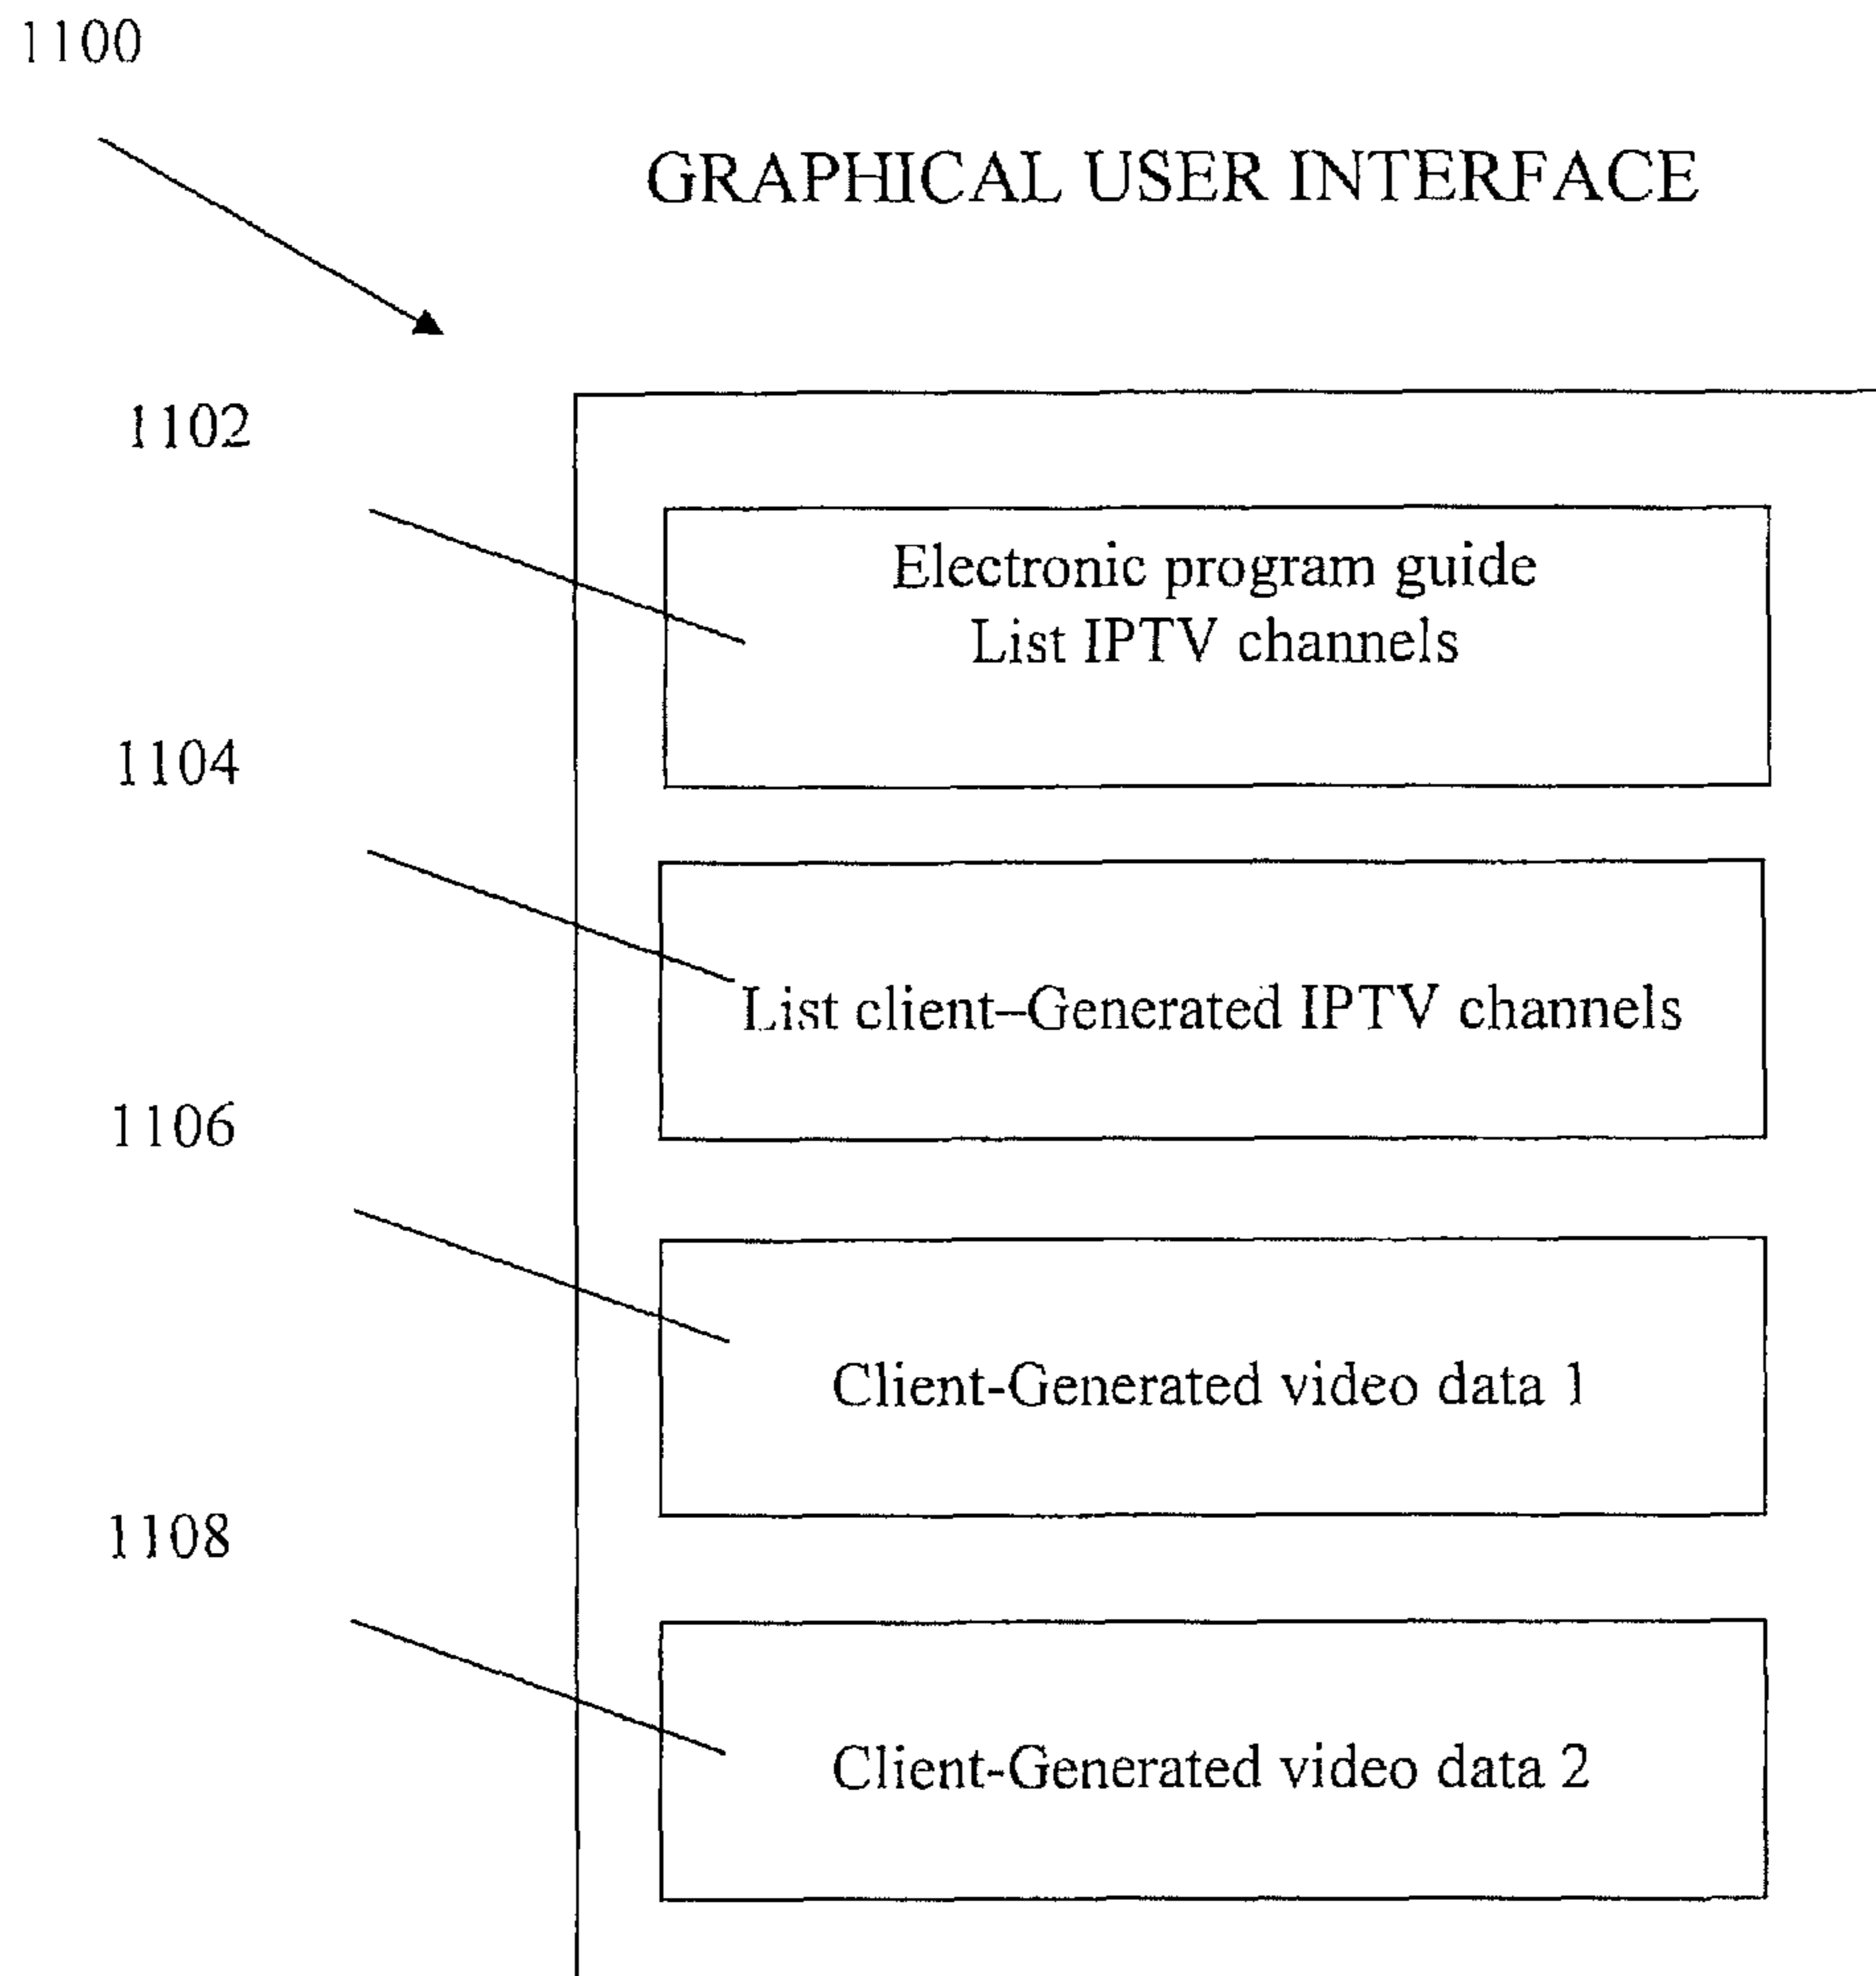 1100
GRAPHICAL USER INTERFACE
1102
Electronic program guide
List IPTV channels
1104
List client–Generated IPTV channels
1106
Client-Generated video data 1
1108
Client-Generated video data 2